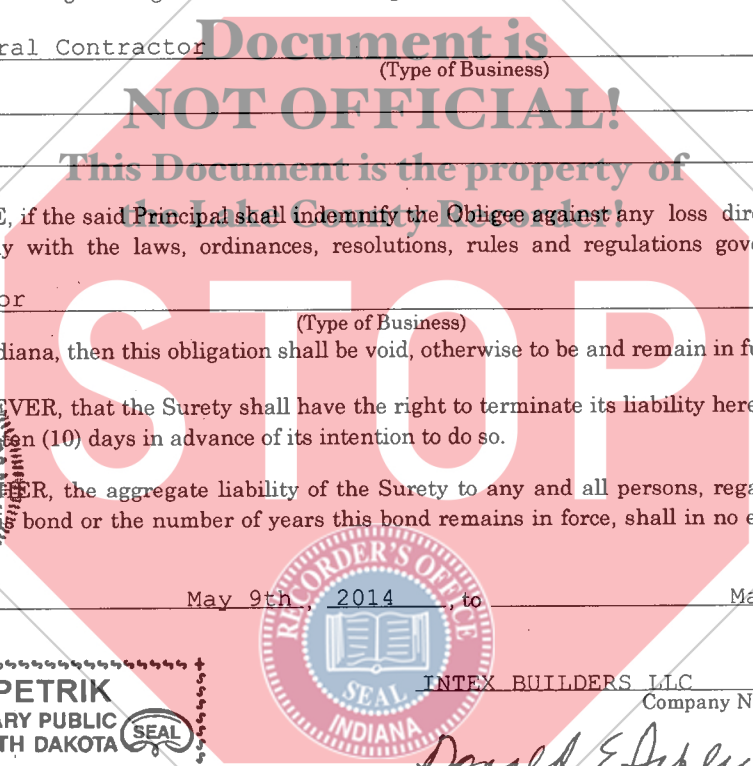 ral Contractor
Document is
(Type of Business)
NOT OFFICIAL!
This Document is the property of
the Lake County Recorder!
E, if the said Principal shall indemnify the Obligee against any loss dire
y with the laws, ordinances, resolutions, rules and regulations gove
or
(Type of Business)
diana, then this obligation shall be void, otherwise to be and remain in fu
STOP
EVER, that the Surety shall have the right to terminate its liability here
ten (10) days in advance of its intention to do so.
ER, the aggregate liability of the Surety to any and all persons, rega
s bond or the number of years this bond remains in force, shall in no e
May 9th, 2014, to Ma
RECORDER'S OFFICE
SEAL
INDIANA
PETRIK
ARY PUBLIC
TH DAKOTA
SEAL
INTEX BUILDERS LLC
Company N